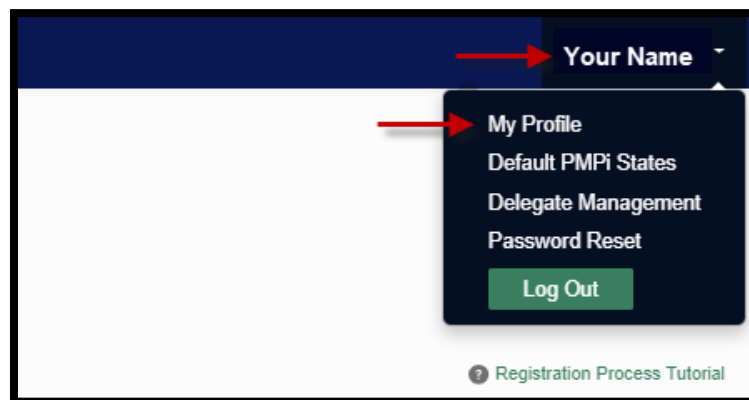 Your Name
My Profile
Default PMPi States
Delegate Management
Password Reset
Log Out
Registration Process Tutorial